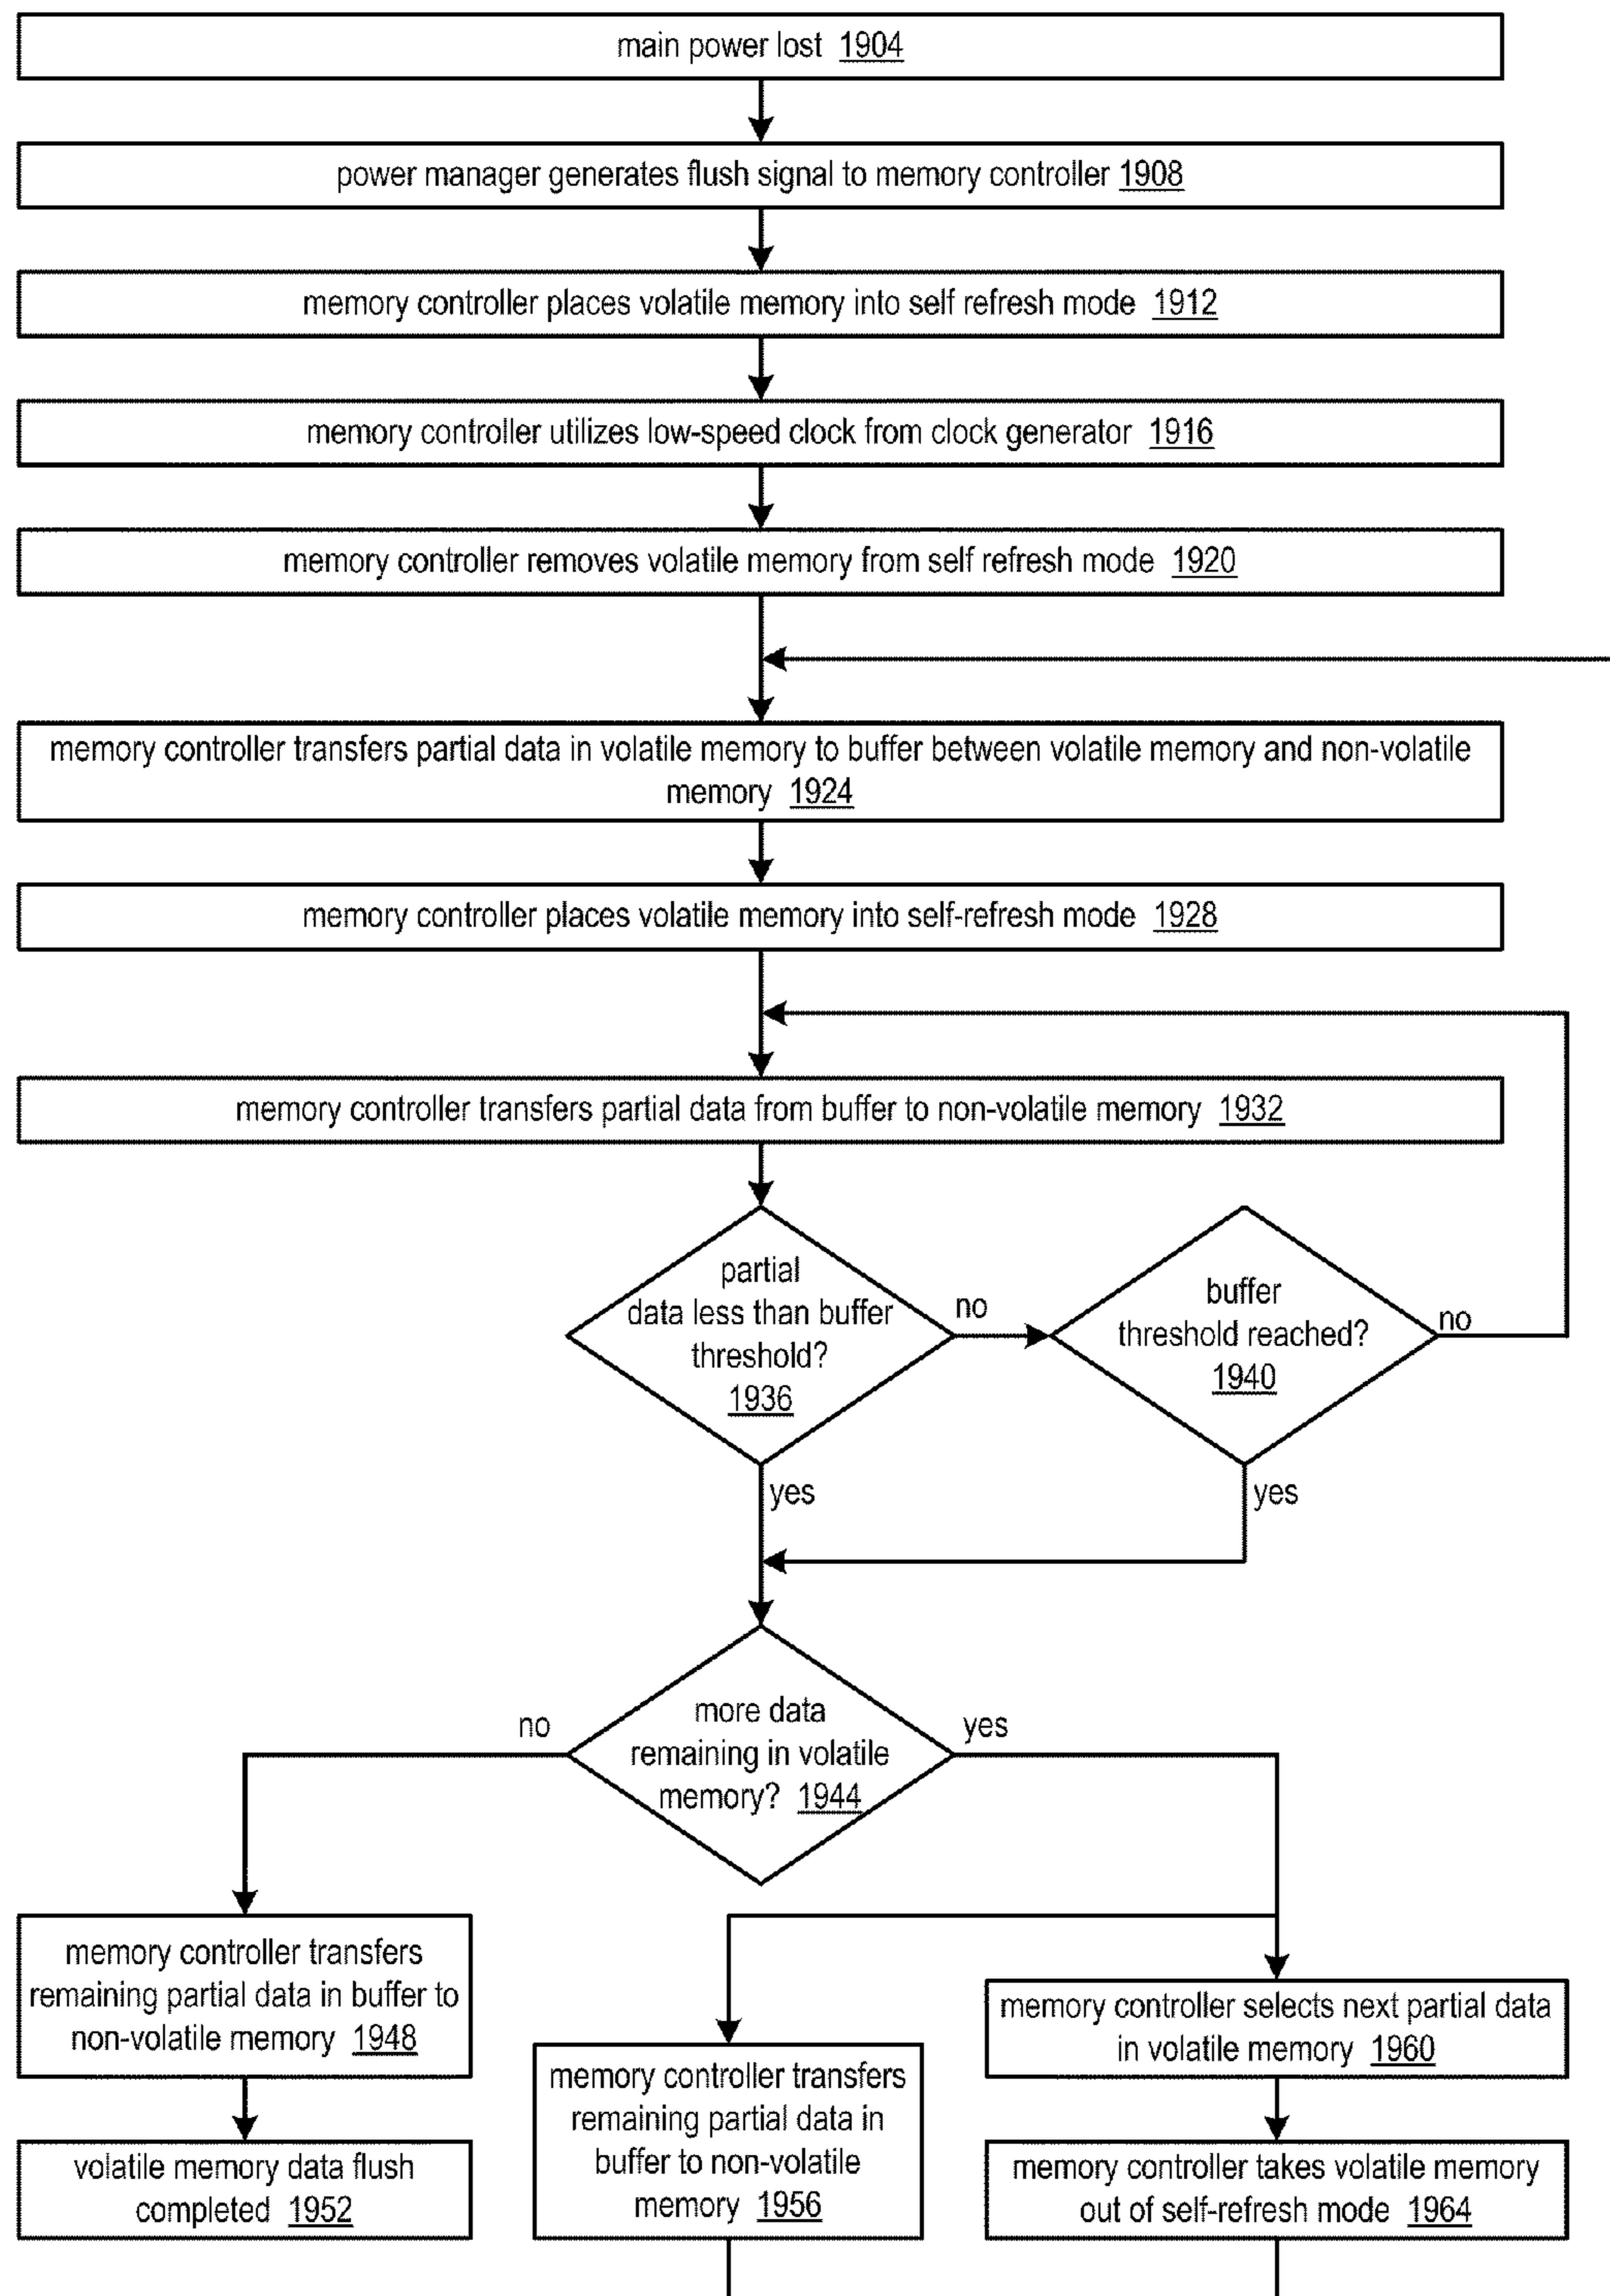 main power lost 1904
power manager generates flush signal to memory controller 1908
memory controller places volatile memory into self refresh mode 1912
memory controller utilizes low-speed clock from clock generator 1916
memory controller removes volatile memory from self refresh mode 1920
memory controller transfers partial data in volatile memory to buffer between volatile memory and non-volatile
memory 1924
memory controller places volatile memory into self-refresh mode 1928
memory controller transfers partial data from buffer to non-volatile memory 1932
partial
data less than buffer
threshold?
1936
no
buffer
threshold reached?
1940
no
yes
yes
more data
remaining in volatile
memory? 1944
no
yes
memory controller transfers
remaining partial data in buffer to
non-volatile memory 1948
volatile memory data flush
completed 1952
memory controller transfers
remaining partial data in
buffer to non-volatile
memory 1956
memory controller selects next partial data
in volatile memory 1960
memory controller takes volatile memory
out of self-refresh mode 1964